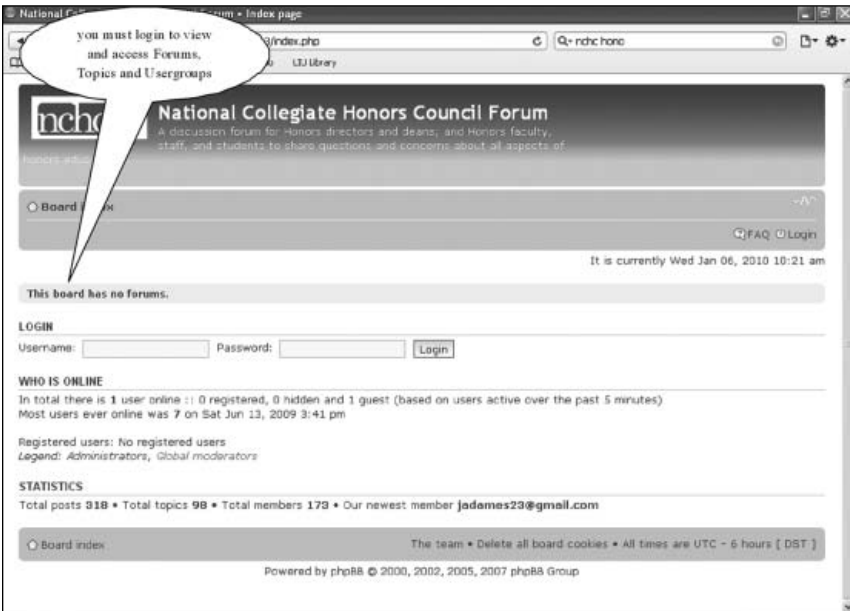 National Forum • Index page
you must login to view
and access Forums,
Topics and Usergroups
/index.php
nchc hono
LTU Library
National Collegiate Honors Council Forum
A discussion forum for Honors directors and deans, and Honors faculty,
staff, and students to share questions and concerns about all aspects of
honors
Board
FAQ Login
It is currently Wed Jan 06, 2010 10:21 am
This board has no forums.
LOGIN
Username: Password: Login
WHO IS ONLINE
In total there is 1 user online :: 0 registered, 0 hidden and 1 guest (based on users active over the past 5 minutes)
Most users ever online was 7 on Sat Jun 13, 2009 3:41 pm
Registered users: No registered users
Legend: Administrators, Global moderators
STATISTICS
Total posts 318 • Total topics 98 • Total members 173 • Our newest member jadames23@gmail.com
Board index The team • Delete all board cookies • All times are UTC - 6 hours [ DST ]
Powered by phpBB © 2000, 2002, 2005, 2007 phpBB Group